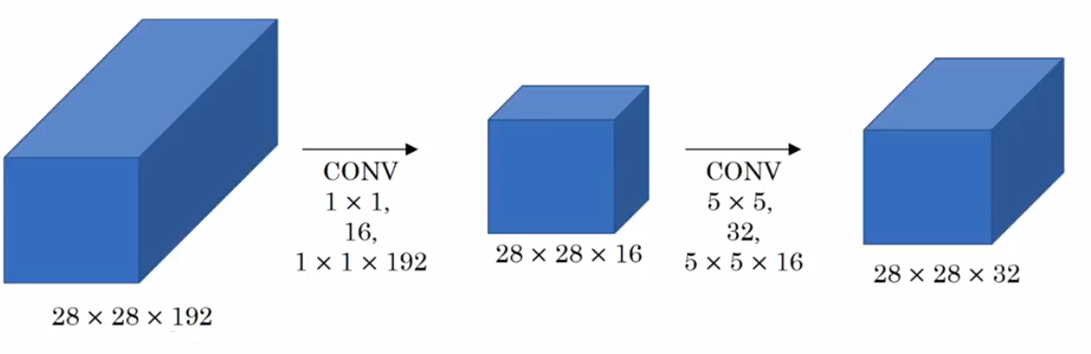 28 × 28 × 192
CONV
1 × 1,
16,
1 × 1 × 192
28 × 28 × 16
CONV
5 × 5,
32,
5 × 5 × 16
28 × 28 × 32